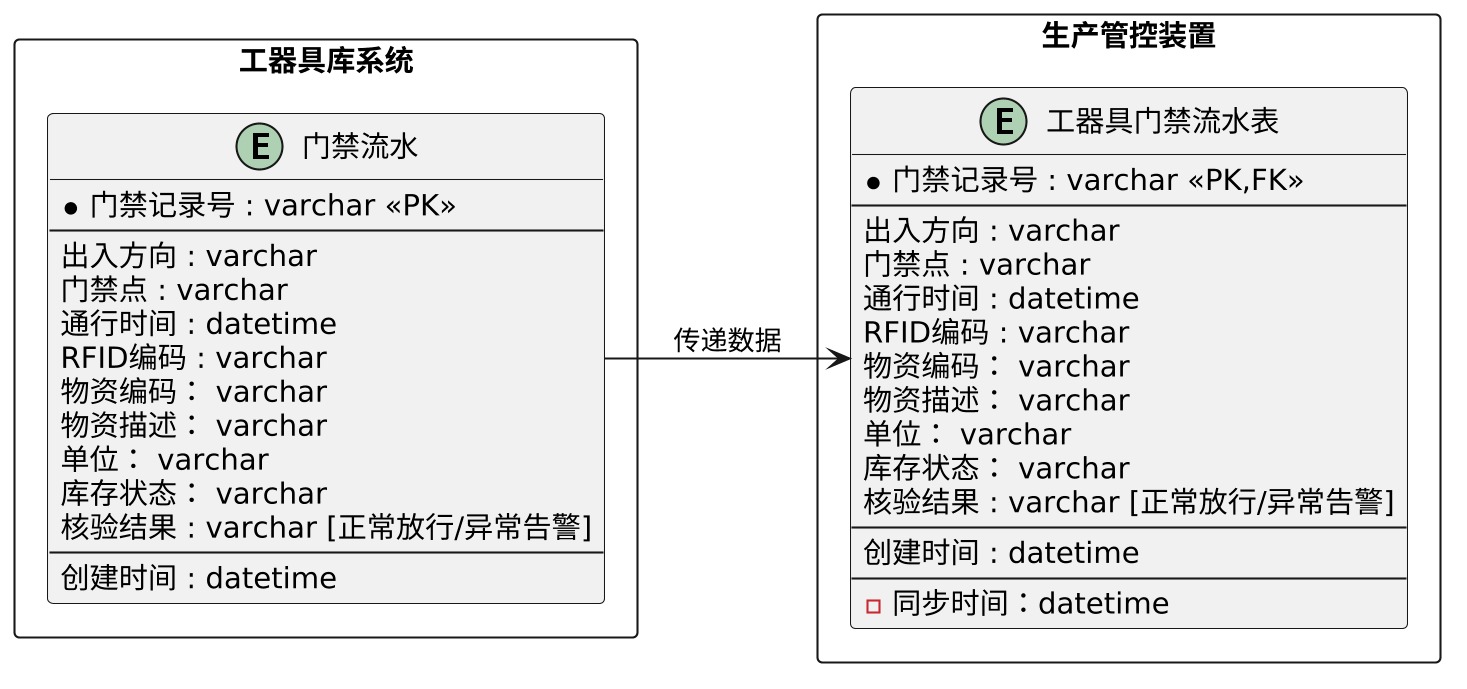 工器具库系统
E 门禁流水
门禁记录号 : varchar «PK»
出入方向 : varchar
门禁点 : varchar
通行时间 : datetime
RFID编码 : varchar
物资编码： varchar
物资描述： varchar
单位： varchar
库存状态： varchar
核验结果 : varchar [正常放行/异常告警]
创建时间 : datetime
传递数据
生产管控装置
E 工器具门禁流水表
门禁记录号 : varchar «PK,FK»
出入方向 : varchar
门禁点 : varchar
通行时间 : datetime
RFID编码 : varchar
物资编码： varchar
物资描述： varchar
单位： varchar
库存状态： varchar
核验结果 : varchar [正常放行/异常告警]
创建时间 : datetime
同步时间：datetime